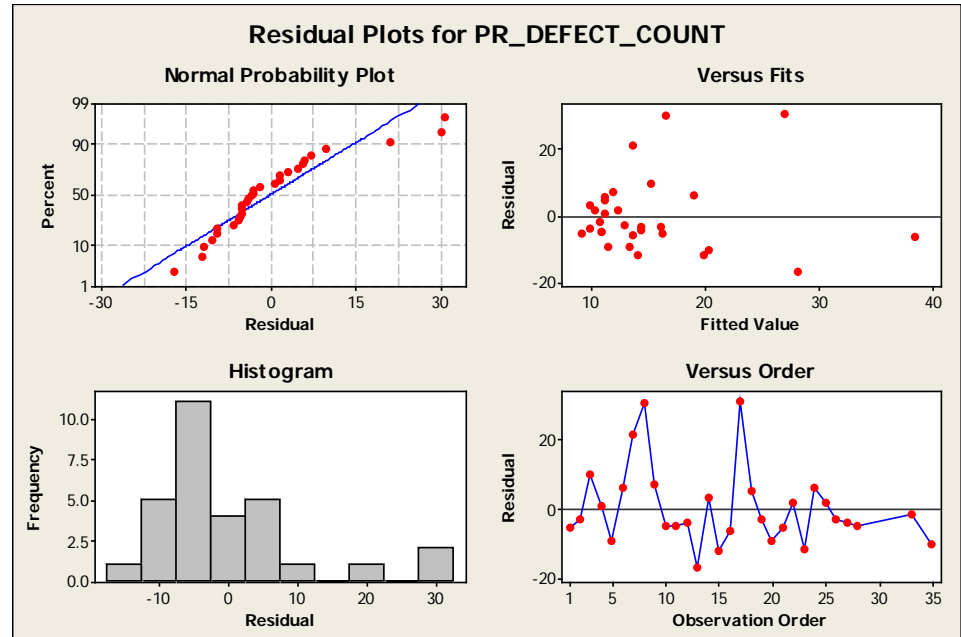 Residual Plots for PR_DEFECT_COUNT
Normal Probability Plot
99
90
50
10
1
Percent
-30 -15 0 15 30
Residual
Versus Fits
20
0
-20
Residual
10 20 30 40
Fitted Value
Histogram
10.0
7.5
5.0
2.5
0.0
Frequency
-10 0 10 20 30
Residual
Versus Order
20
0
-20
Residual
1 5 10 15 20 25 30 35
Observation Order